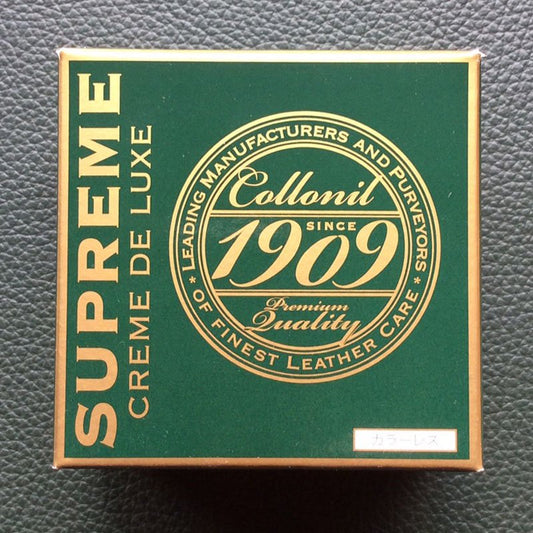 SUPREME
CREME DE LUXE
* LEADING MANUFACTURERS AND PURVEYORS *
OF FINEST LEATHER CARE
Collonil
SINCE
1909
Premium
Quality
カラーレス